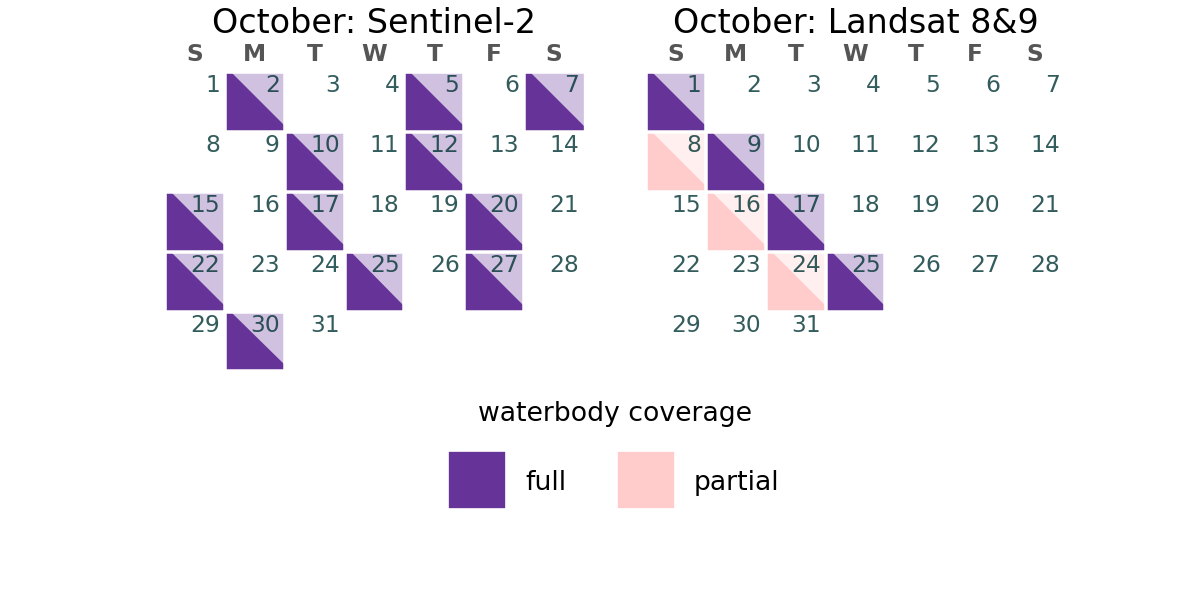 October: Sentinel-2
S M T W T F S
1 2 3 4 5 6 7
8 9 10 11 12 13 14
15 16 17 18 19 20 21
22 23 24 25 26 27 28
29 30 31
October: Landsat 8&9
S M T W T F S
1 2 3 4 5 6 7
8 9 10 11 12 13 14
15 16 17 18 19 20 21
22 23 24 25 26 27 28
29 30 31
waterbody coverage
full
partial